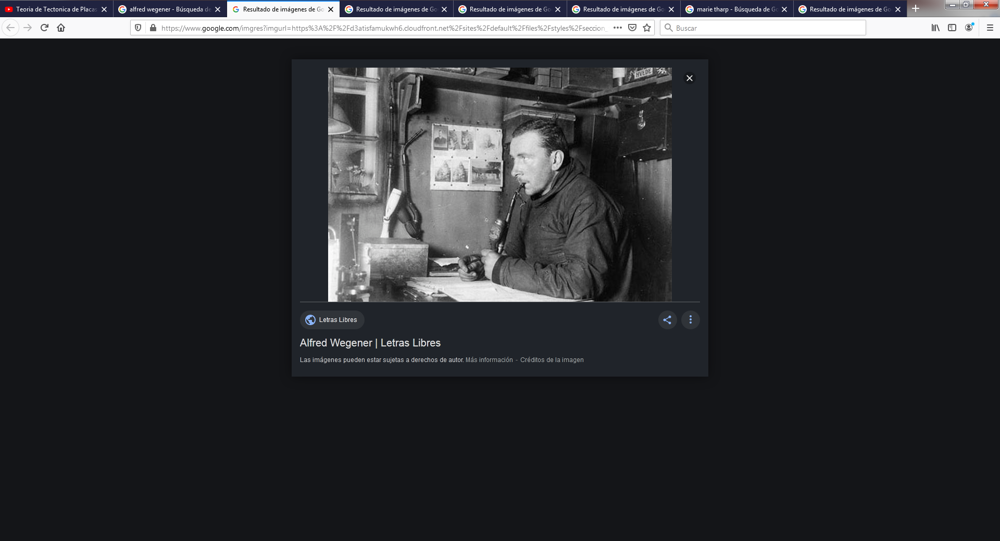 Teoria de Tectonica de Placas
alfred wegener - Búsqueda de
Resultado de imágenes de Go
Resultado de imágenes de Go
Resultado de imágenes de Go
Resultado de imágenes de Go
marie tharp - Búsqueda de Go
Resultado de imágenes de Go
https://www.google.com/imgres?imgurl=https%3A%2F%2Fd3atisfamukwh6.cloudfront.net%2Fsites%2Fdefault%2Ffiles%2Fstyles%2Fseccion_
Buscar
HVEDE
Letras Libres
Alfred Wegener | Letras Libres
Las imágenes pueden estar sujetas a derechos de autor. Más información - Créditos de la imagen